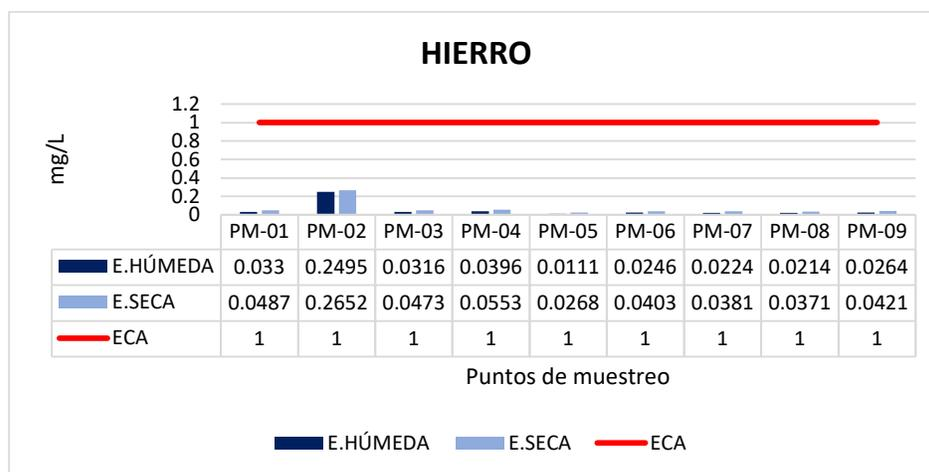 HIERRO
mg/L
1.2
1
0.8
0.6
0.4
0.2
0
PM-01 PM-02 PM-03 PM-04 PM-05 PM-06 PM-07 PM-08 PM-09
E.HÚMEDA 0.033 0.2495 0.0316 0.0396 0.0111 0.0246 0.0224 0.0214 0.0264
E.SECA 0.0487 0.2652 0.0473 0.0553 0.0268 0.0403 0.0381 0.0371 0.0421
ECA 1 1 1 1 1 1 1 1 1
Puntos de muestreo
E.HÚMEDA E.SECA ECA